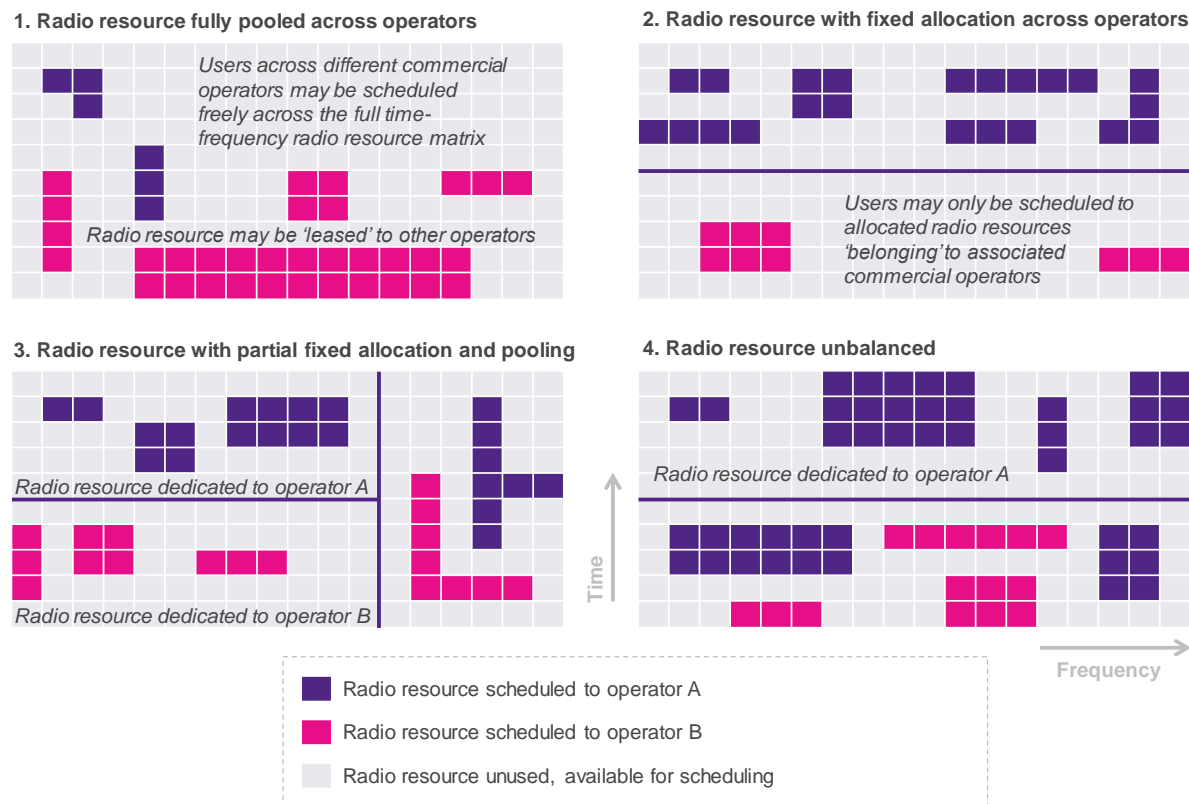 1. Radio resource fully pooled across operators
Users across different commercial
operators may be scheduled
freely across the full time-
frequency radio resource matrix
Radio resource may be ‘leased’ to other operators
2. Radio resource with fixed allocation across operators
Users may only be scheduled to
allocated radio resources
‘belonging’ to associated
commercial operators
3. Radio resource with partial fixed allocation and pooling
Radio resource dedicated to operator A
Radio resource dedicated to operator B
4. Radio resource unbalanced
Radio resource dedicated to operator A
Time
Frequency
Radio resource scheduled to operator A
Radio resource scheduled to operator B
Radio resource unused, available for scheduling